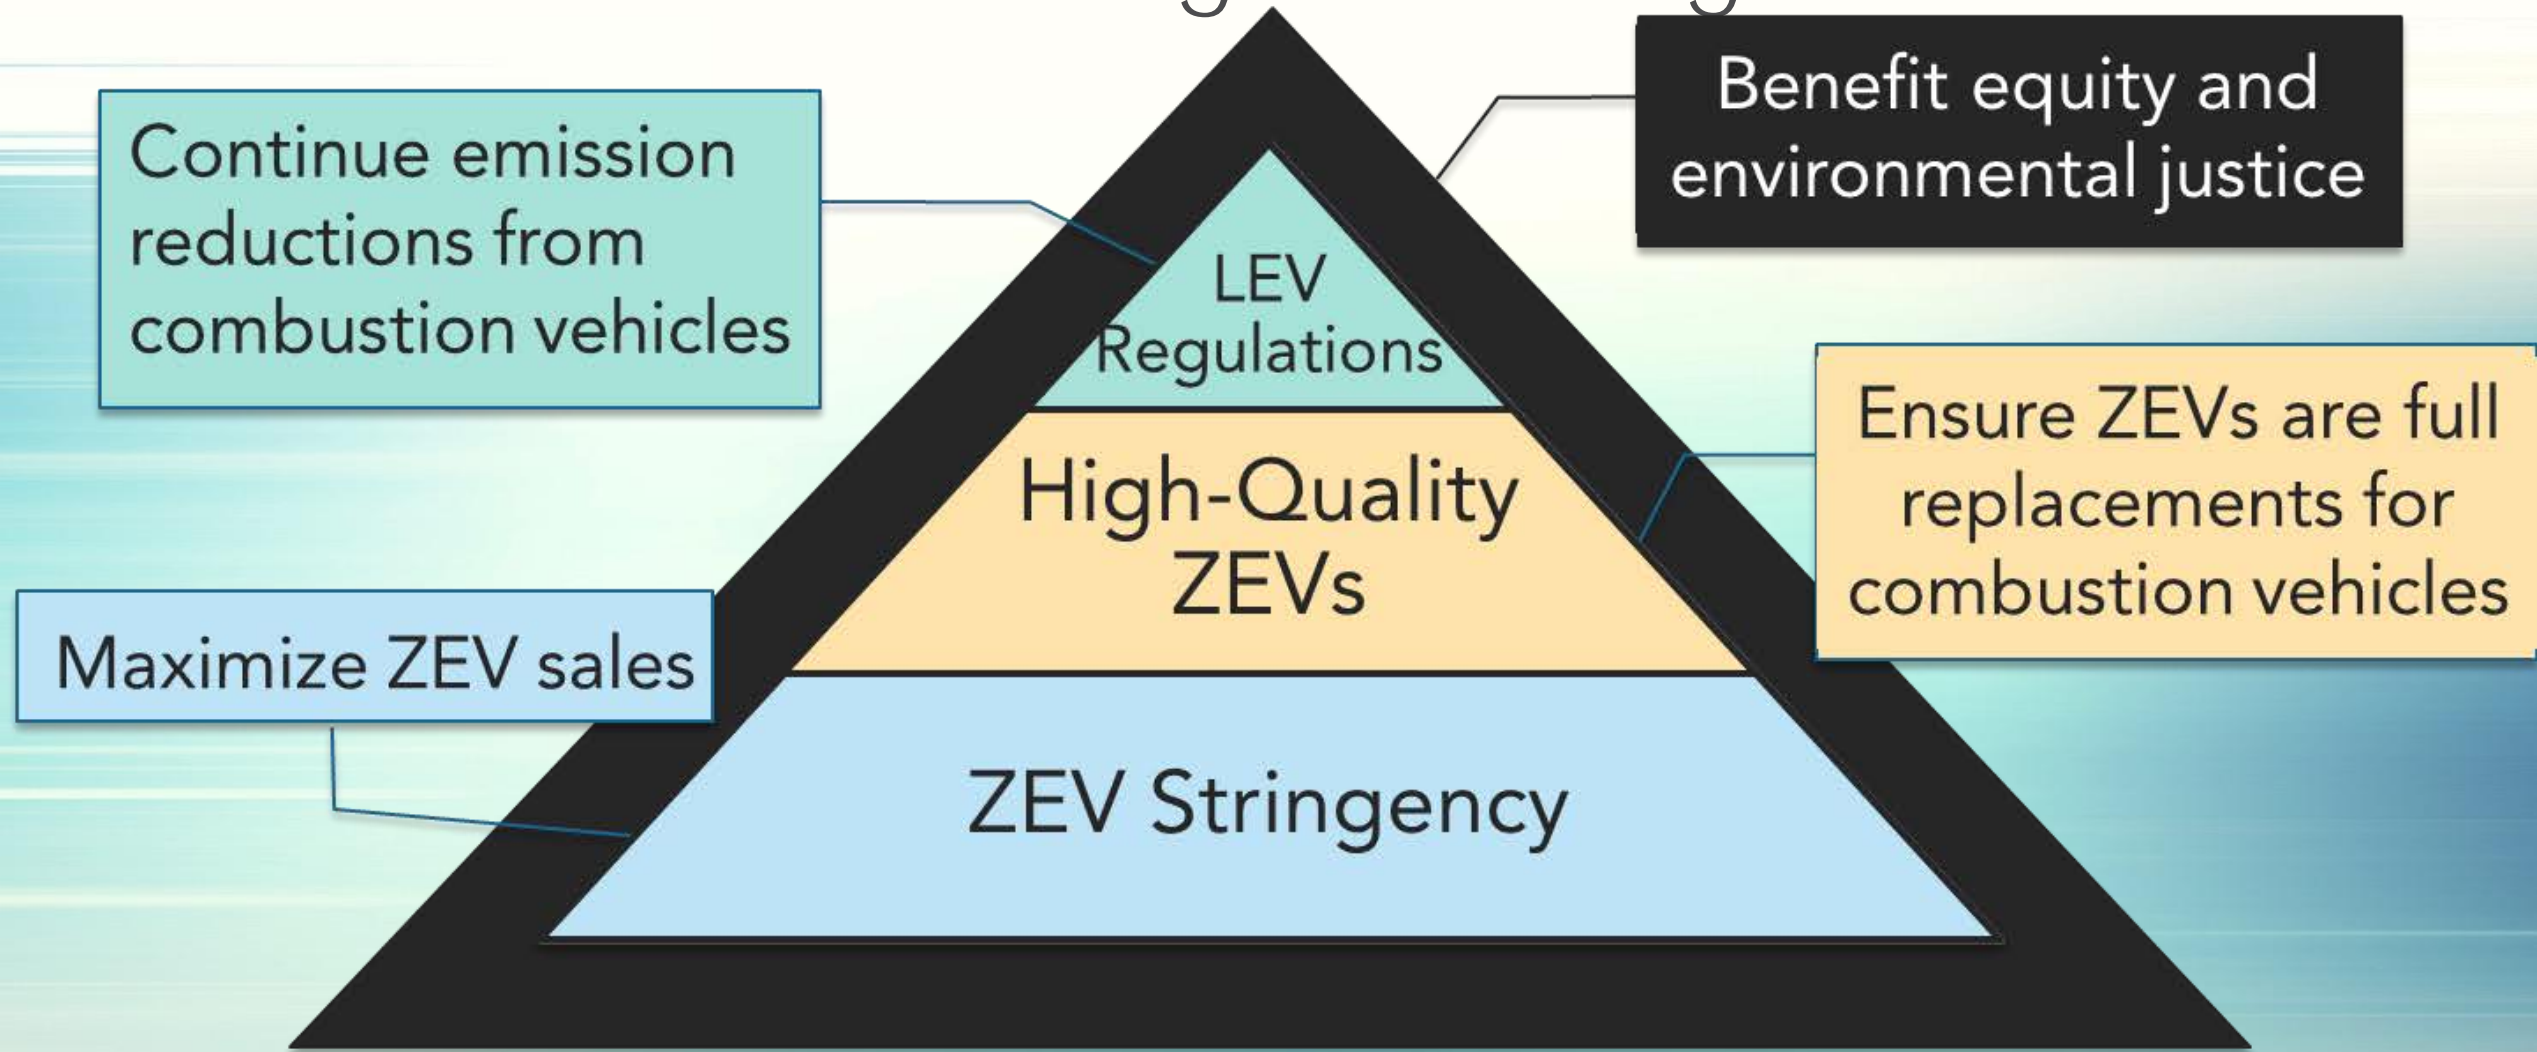 Benefit equity and
environmental justice
Continue emission
reductions from
combustion vehicles
LEV
Regulations
Ensure ZEVs are full
replacements for
combustion vehicles
High-Quality
ZEVs
Maximize ZEV sales
ZEV Stringency